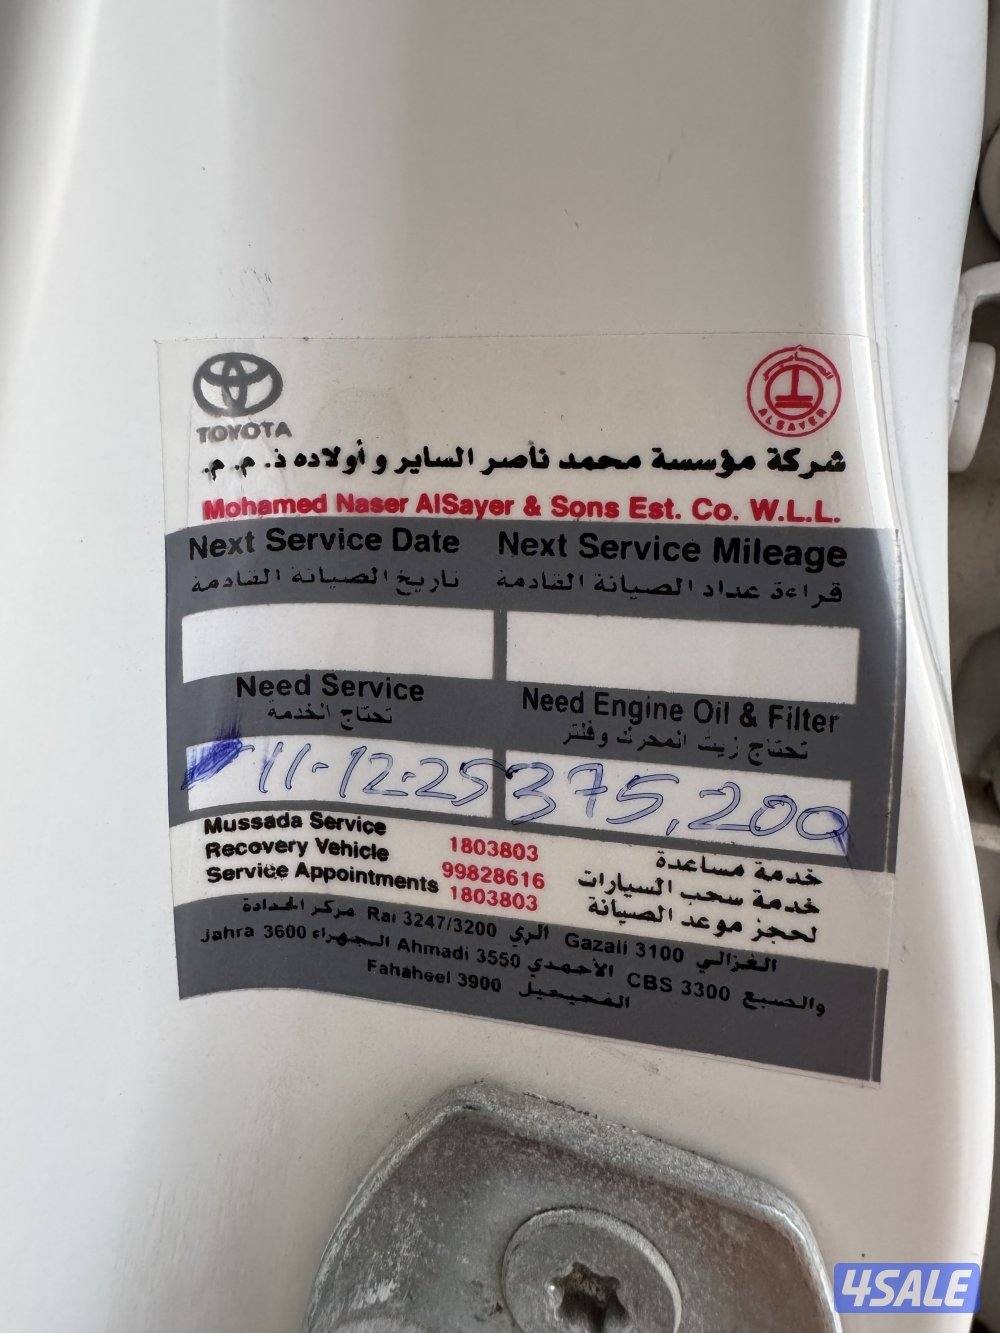 TOYOTA
ALSAYER
شركة مؤسسة محمد ناصر الساير و أولاده ذ. م. م.
Mohamed Naser AlSayer & Sons Est. Co. W.L.L.
Next Service Date Next Service Mileage
تاريخ الصيانة القادمة قراءة عداد الصيانة القادمة
Need Service Need Engine Oil & Filter
تحتاج الخدمة تحتاج زيت المحرك وفلتر
11-12-25 375,200
Mussada Service 1803803 خدمة مساعدة
Recovery Vehicle 99828616 خدمة سحب السيارات
Service Appointments 1803803 لحجز موعد الصيانة
مركز الحدادة Rai 3247/3200 الري Gazali 3100 الغزالي
Jahra 3600 الجهراء Ahmadi 3550 الأحمدي CBS 3300 والصبغ
Fahaheel 3900 الفحيحيل
4SALE